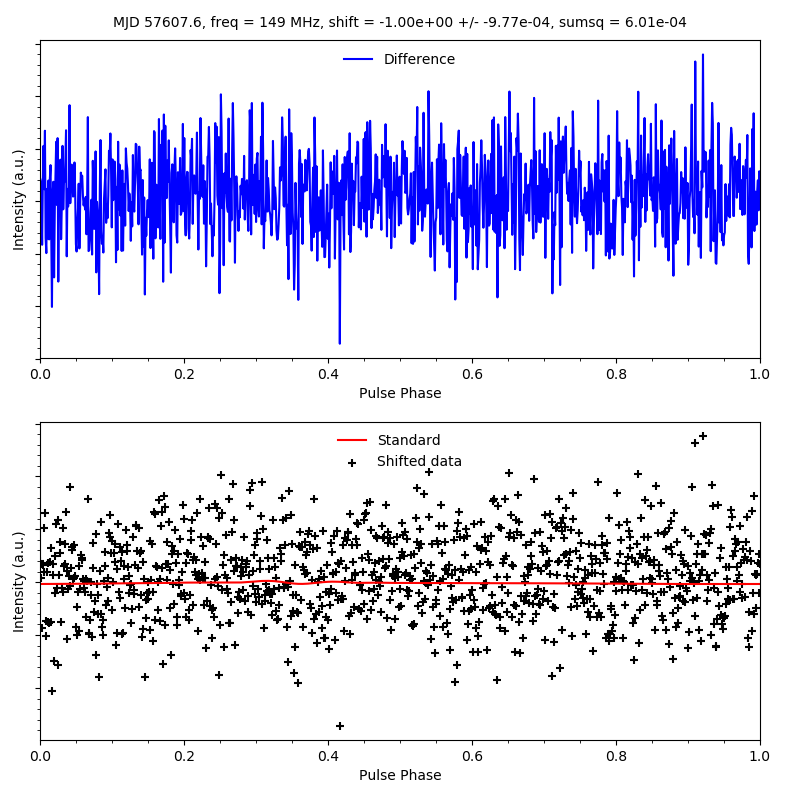 MJD 57607.6, freq = 149 MHz, shift = -1.00e+00 +/- -9.77e-04, sumsq = 6.01e-04
Difference
Intensity (a.u.)
0.0 0.2 0.4 0.6 0.8 1.0
Pulse Phase
Standard
Shifted data
Intensity (a.u.)
0.0 0.2 0.4 0.6 0.8 1.0
Pulse Phase